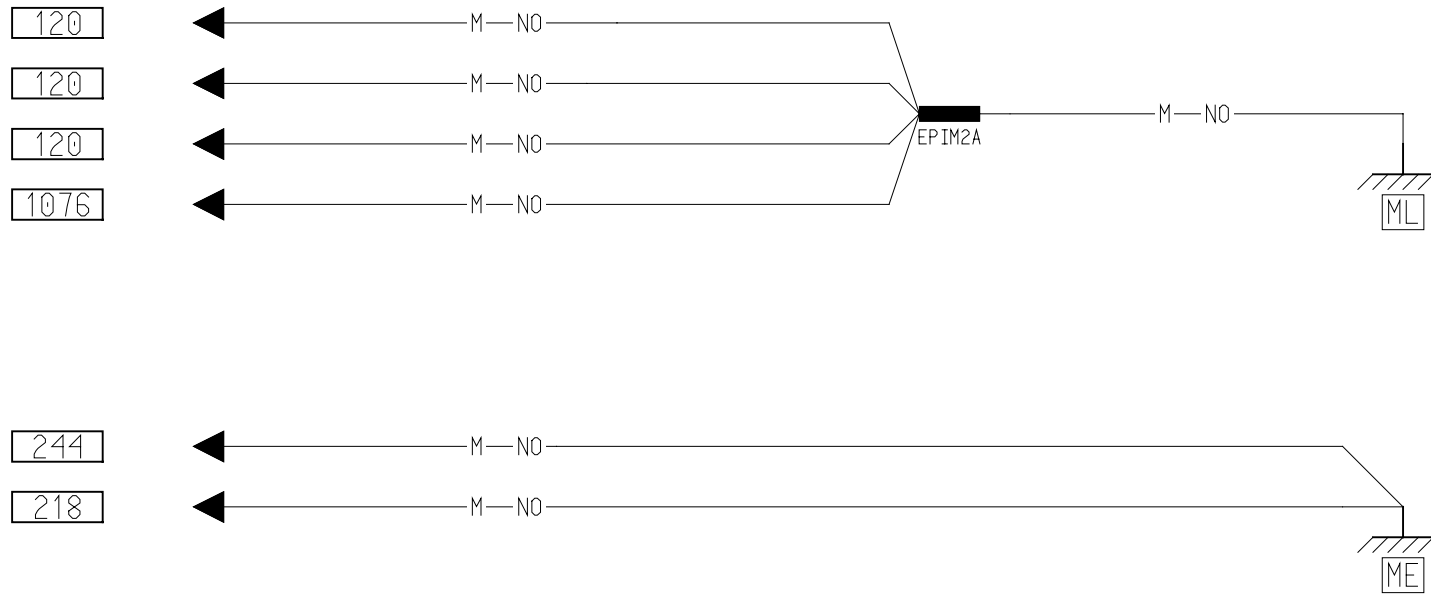 120 M NO
120 M NO
M NO
EPIM2A
120 M NO
1076 M NO
ML
244 M NO
218 M NO
ME